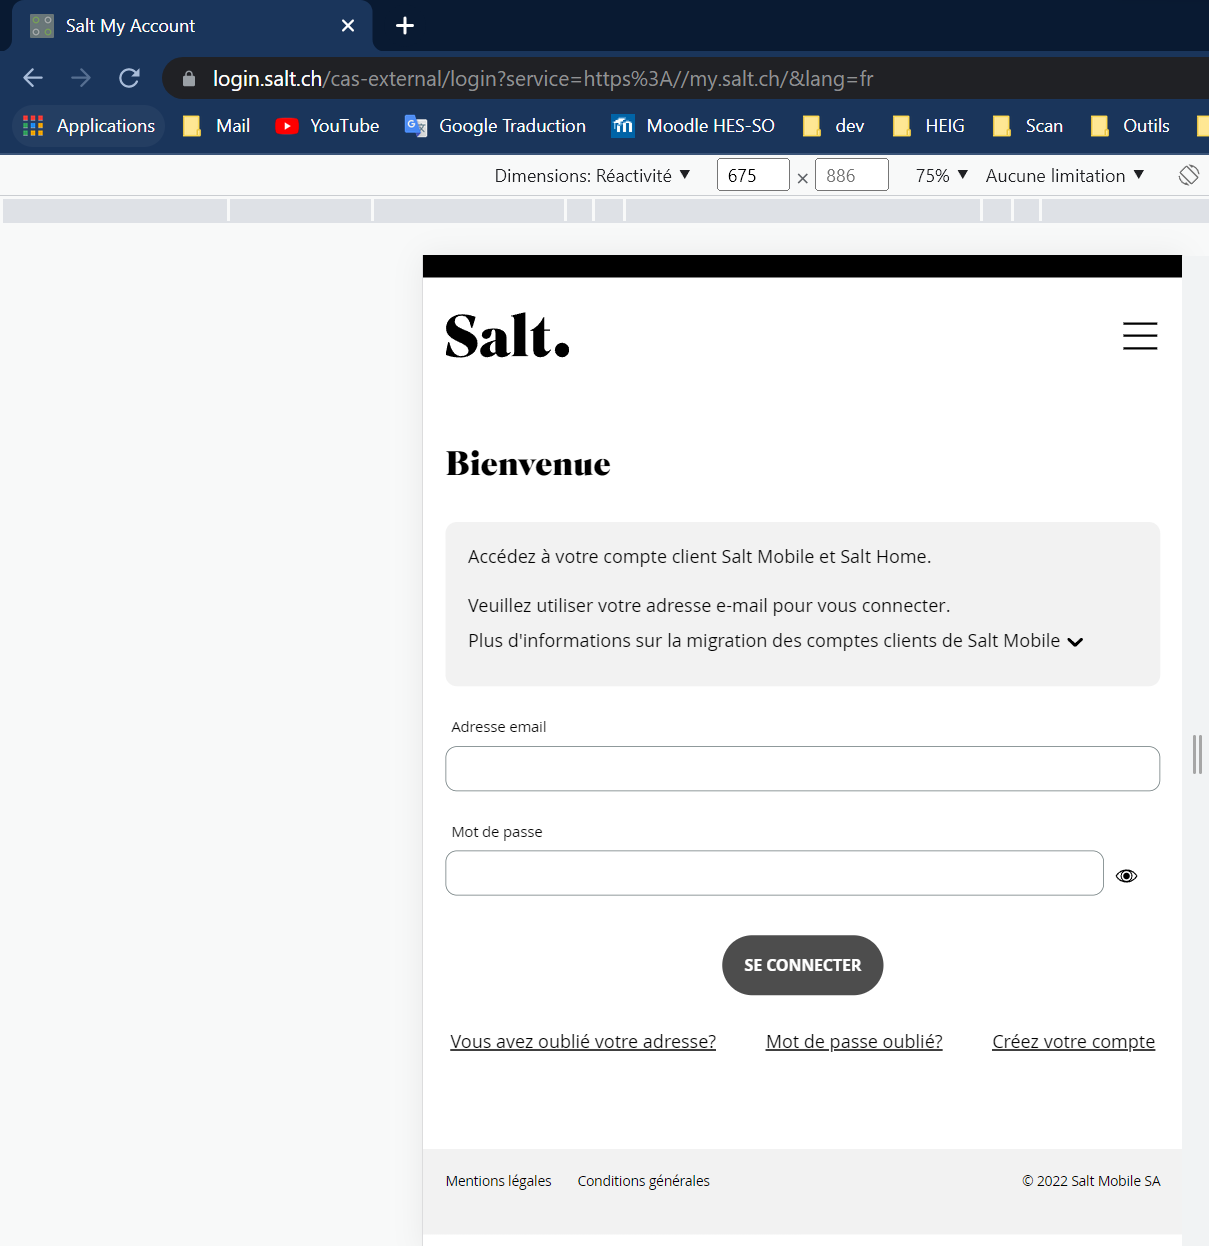 Salt My Account
login.salt.ch/cas-external/login?service=https%3A//my.salt.ch/&lang=fr
Applications Mail YouTube Google Traduction Moodle HES-SO dev HEIG Scan Outils
Dimensions: Réactivité 675 × 886 75% Aucune limitation
Salt.
Bienvenue
Accédez à votre compte client Salt Mobile et Salt Home.
Veuillez utiliser votre adresse e-mail pour vous connecter.
Plus d'informations sur la migration des comptes clients de Salt Mobile
Adresse email
Mot de passe
SE CONNECTER
Vous avez oublié votre adresse? Mot de passe oublié? Créez votre compte
Mentions légales Conditions générales © 2022 Salt Mobile SA